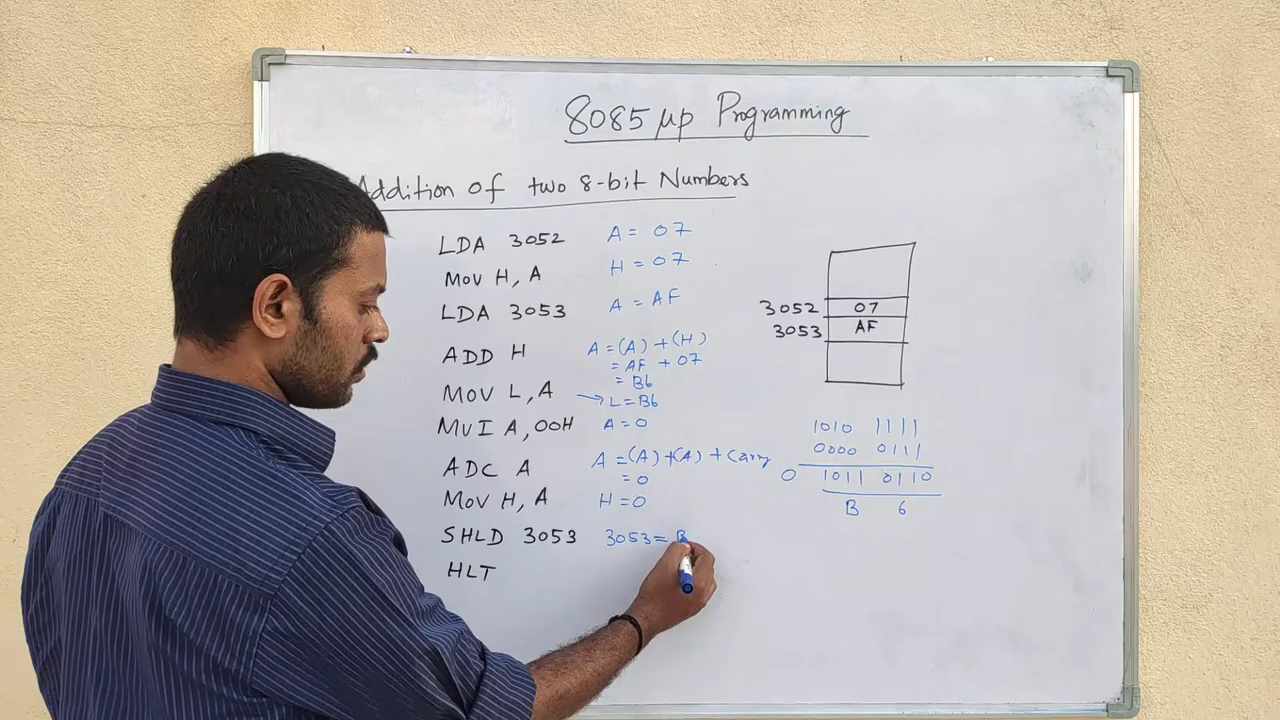 8085 µp Programming
Addition of two 8-bit Numbers
LDA 3052 A = 07
MOV H, A H = 07
LDA 3053 A = AF
ADD H A = (A) + (H)
= AF + 07
= B6
MOV L, A → L = B6
MVI A, 00H A = 0
ADC A A = (A) + (A) + Carry
= 0
MOV H, A H = 0
SHLD 3053 3053 = B
HLT
3052 07
3053 AF
1010 1111
0000 0111
0 1011 0110
B 6